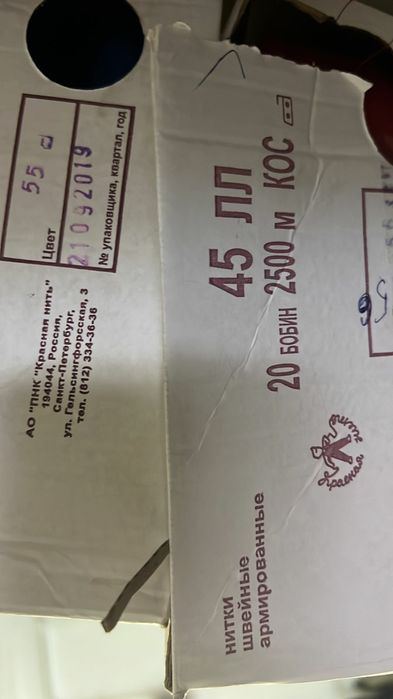 55
Цвет
21092019
№ упаковщика, квартал, год
АО "ПНК "Красная нить"
194044, Россия,
Санкт-Петербург,
ул. Гельсингфорсская, 3
тел. (812) 334-36-36
45 ЛЛ
20 БОБИН 2500 М КОС
красная нить
НИТКИ
швейные
армированные